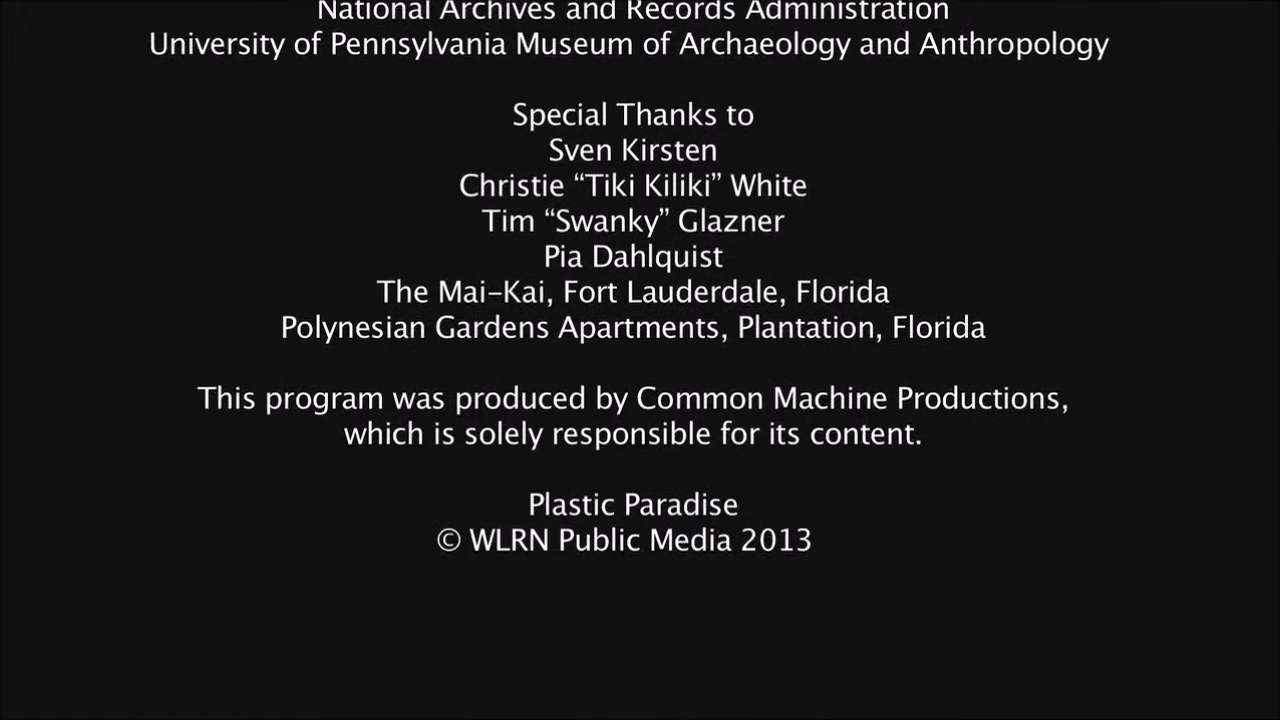 National Archives and Records Administration
University of Pennsylvania Museum of Archaeology and Anthropology
Special Thanks to
Sven Kirsten
Christie “Tiki Kiliki” White
Tim “Swanky” Glazner
Pia Dahlquist
The Mai-Kai, Fort Lauderdale, Florida
Polynesian Gardens Apartments, Plantation, Florida
This program was produced by Common Machine Productions,
which is solely responsible for its content.
Plastic Paradise
© WLRN Public Media 2013